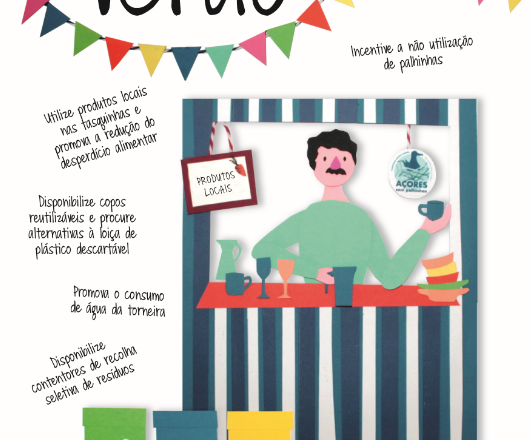 Incentive a não utilização
de palhinhas
Utilize produtos locais
nas tasquinhas e
promova a redução do
desperdício alimentar
PRODUTOS
LOCAIS
AÇORES
sem palhinhas
Disponibilize copos
reutilizáveis e procure
alternativas à loiça de
plástico descartável
Promova o consumo
de água da torneira
Disponibilize
contentores de recolha
seletiva de resíduos